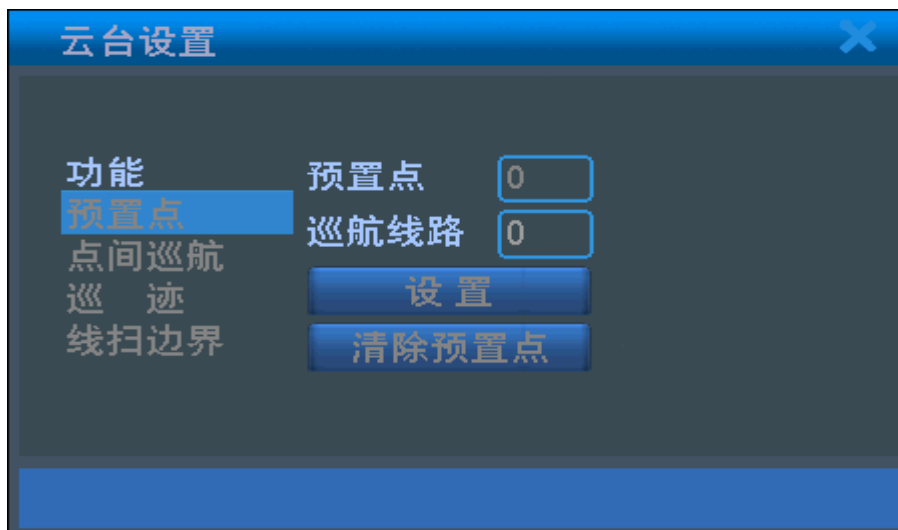 云台设置
功能
预置点
点间巡航
巡 迹
线扫边界
预置点 0
巡航线路 0
设置
清除预置点